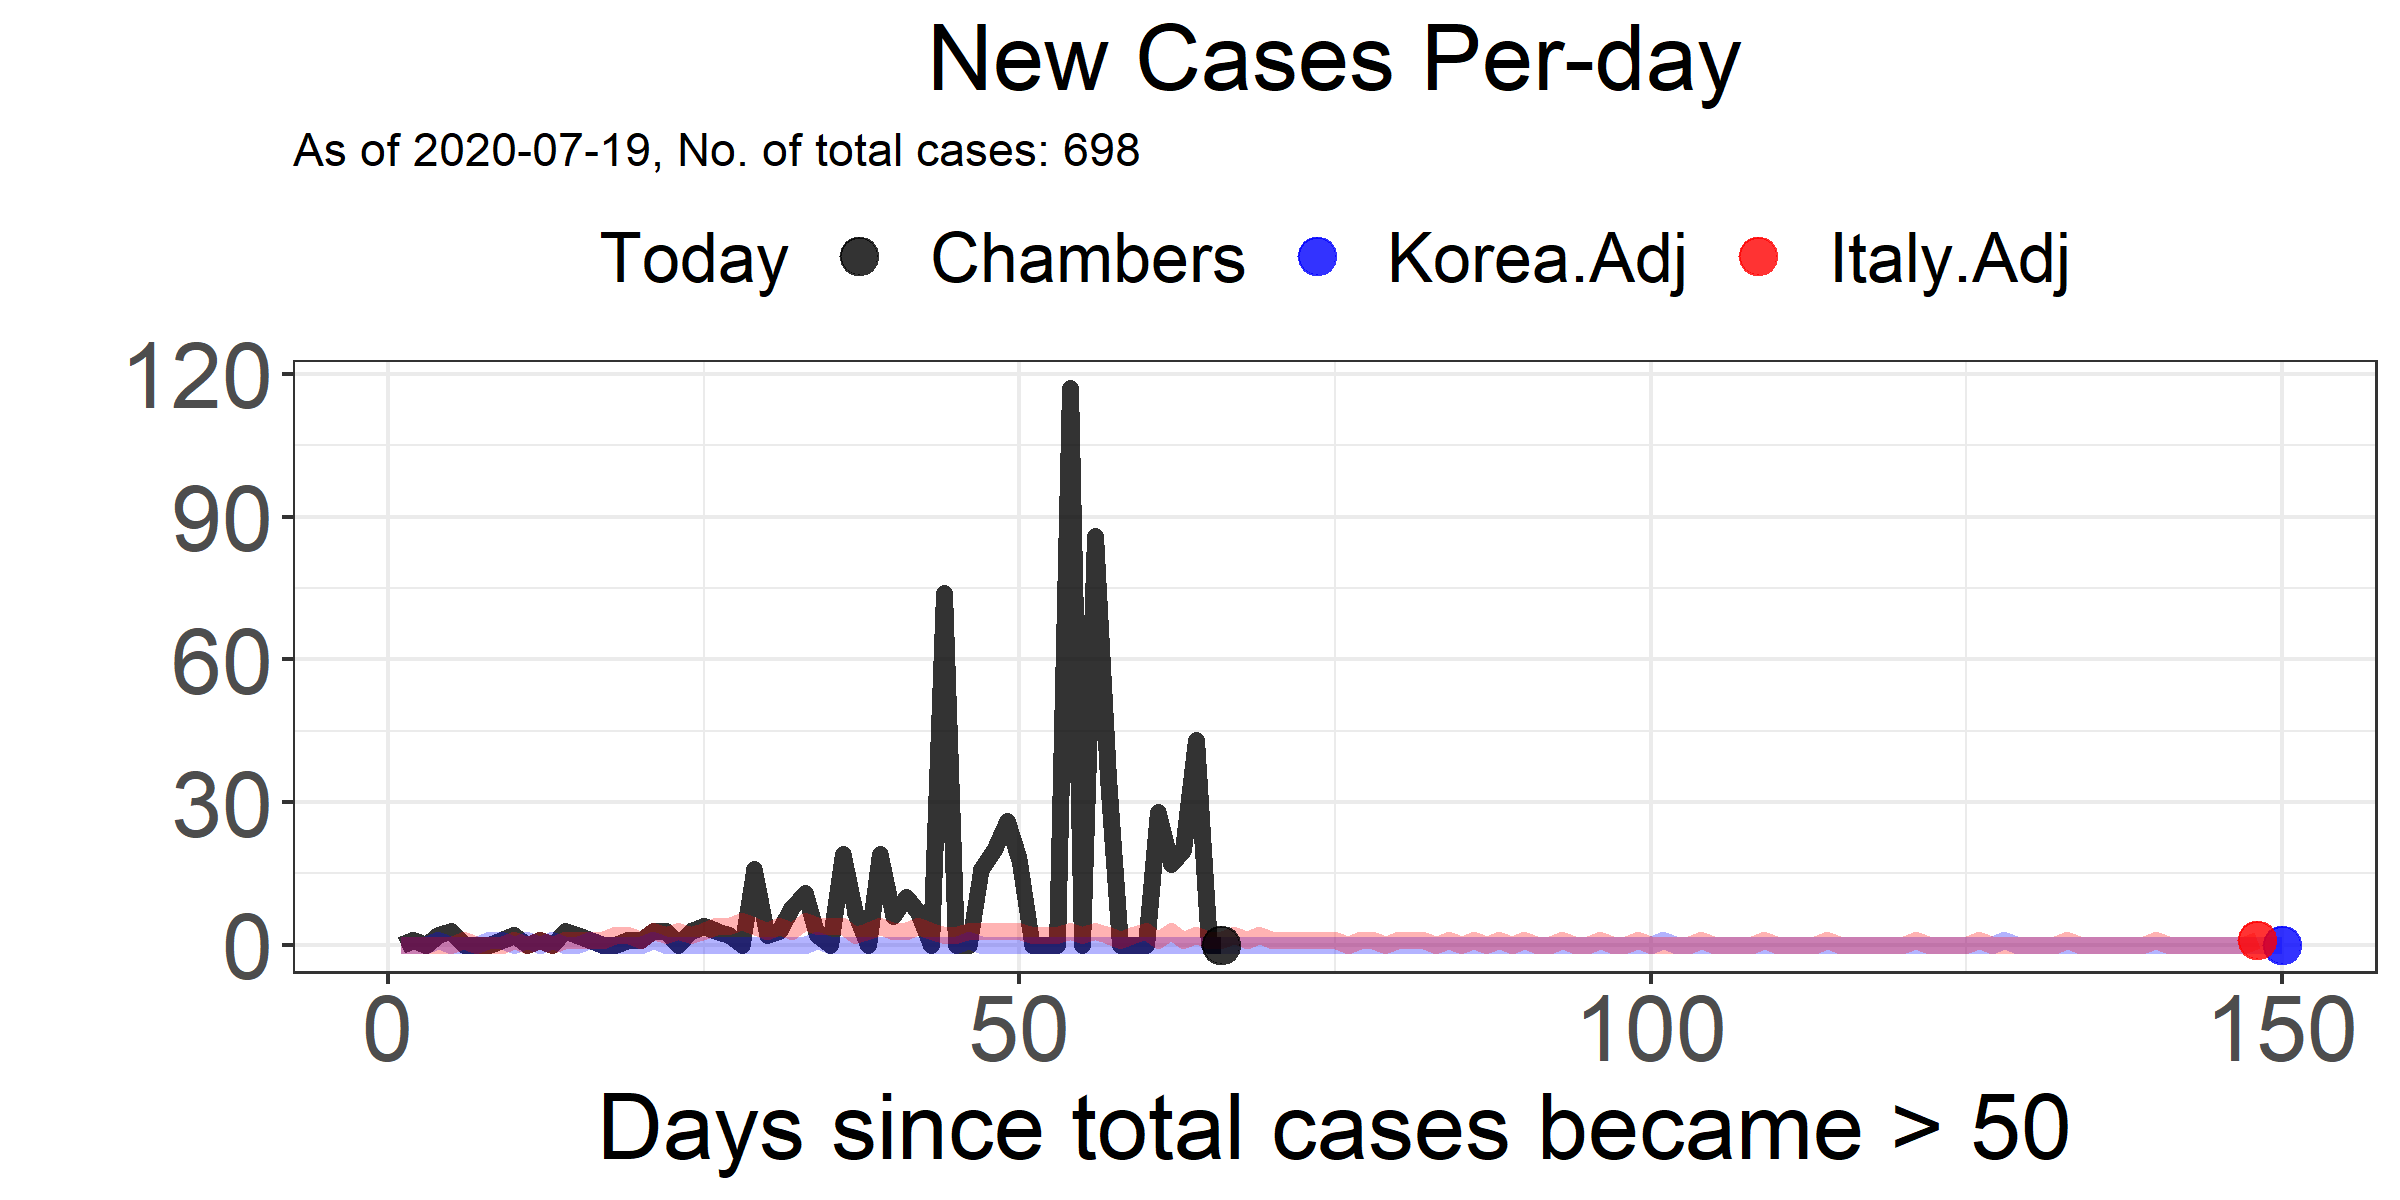 New Cases Per-day
As of 2020-07-19, No. of total cases: 698
Today Chambers Korea.Adj Italy.Adj
120
90
60
30
0
0 50 100 150
Days since total cases became > 50